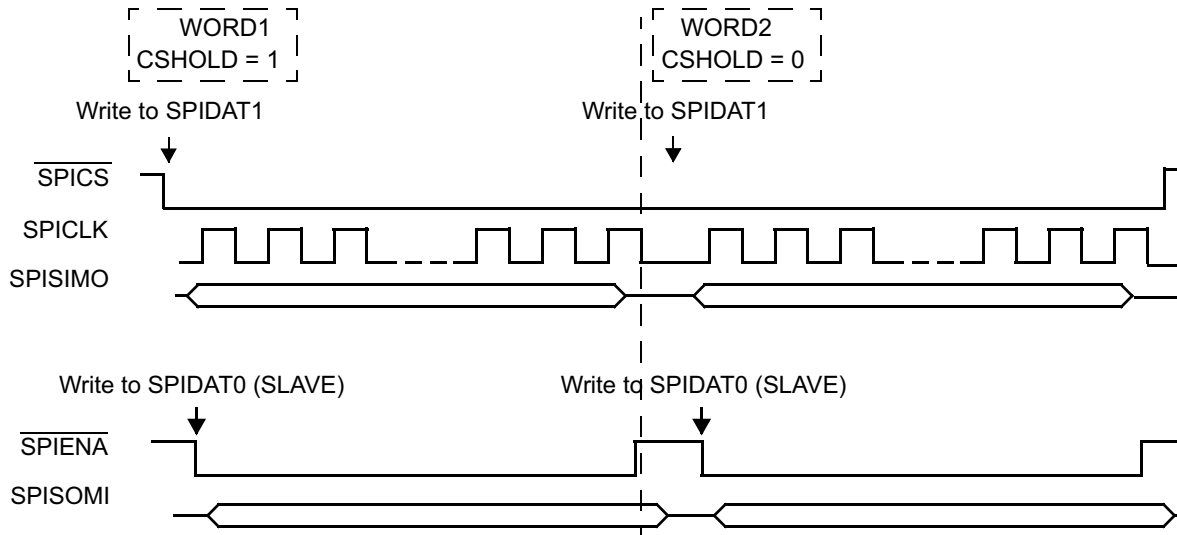 WORD1
CSHOLD = 1
WORD2
CSHOLD = 0
Write to SPIDAT1
Write to SPIDAT1
SPICS
SPICLK
SPISIMO
Write to SPIDAT0 (SLAVE)
Write to SPIDAT0 (SLAVE)
SPIENA
SPISOMI